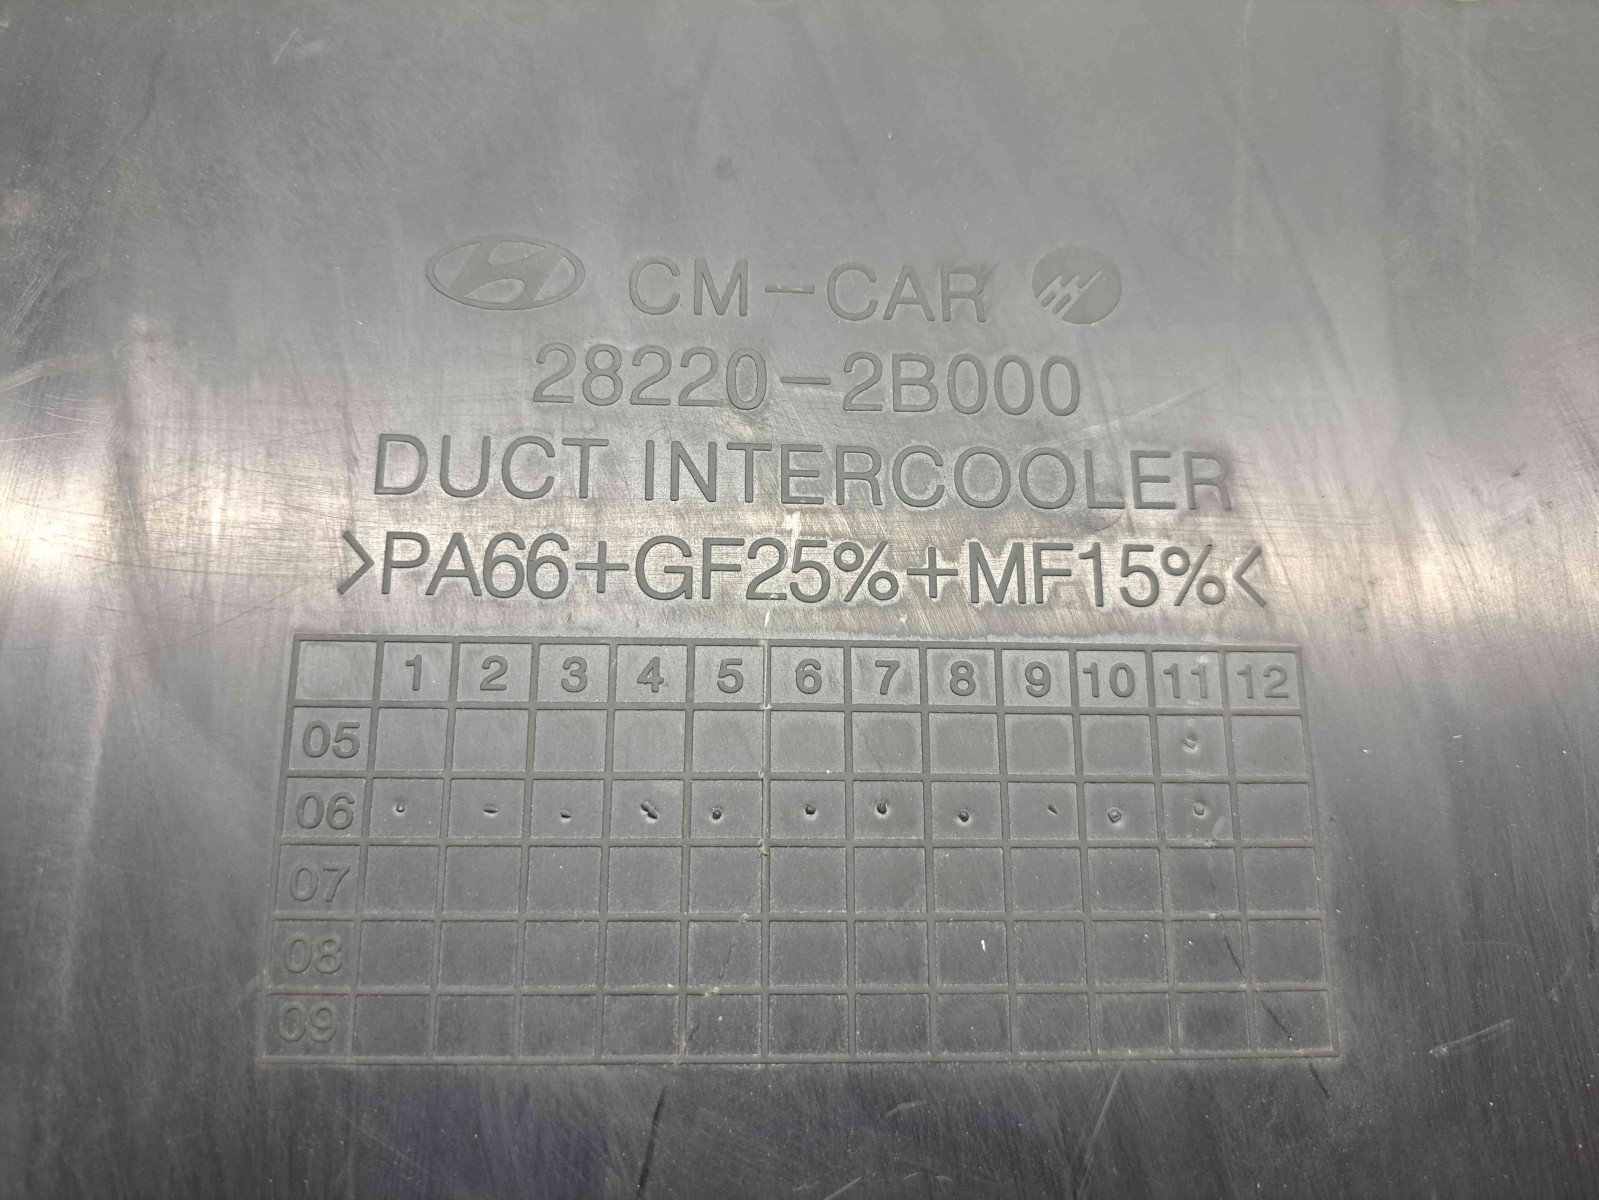 CM-CAR
28220-2B000
DUCT INTERCOOLER
>PA66+GF25%+MF15%<
1 2 3 4 5 6 7 8 9 10 11 12
05
06
07
08
09